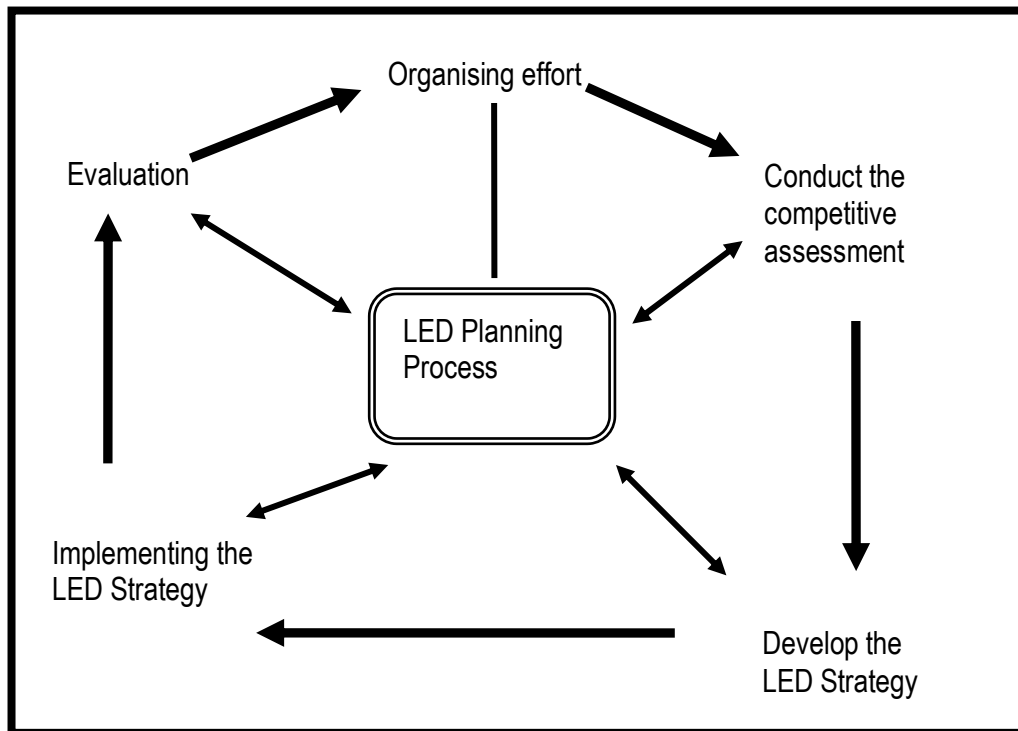 Organising effort
Evaluation
Conduct the
competitive
assessment
LED Planning
Process
Implementing the
LED Strategy
Develop the
LED Strategy